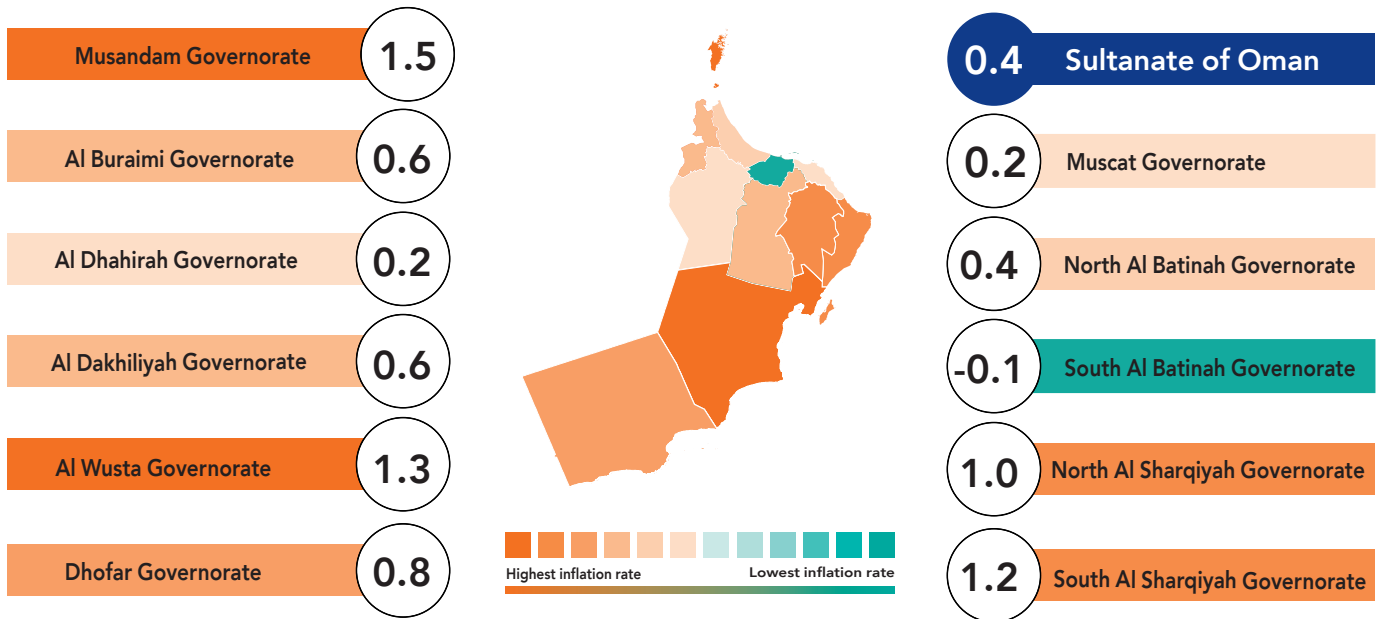 Musandam Governorate 1.5
Al Buraimi Governorate 0.6
Al Dhahirah Governorate 0.2
Al Dakhiliyah Governorate 0.6
Al Wusta Governorate 1.3
Dhofar Governorate 0.8
Highest inflation rate Lowest inflation rate
0.4 Sultanate of Oman
0.2 Muscat Governorate
0.4 North Al Batinah Governorate
-0.1 South Al Batinah Governorate
1.0 North Al Sharqiyah Governorate
1.2 South Al Sharqiyah Governorate